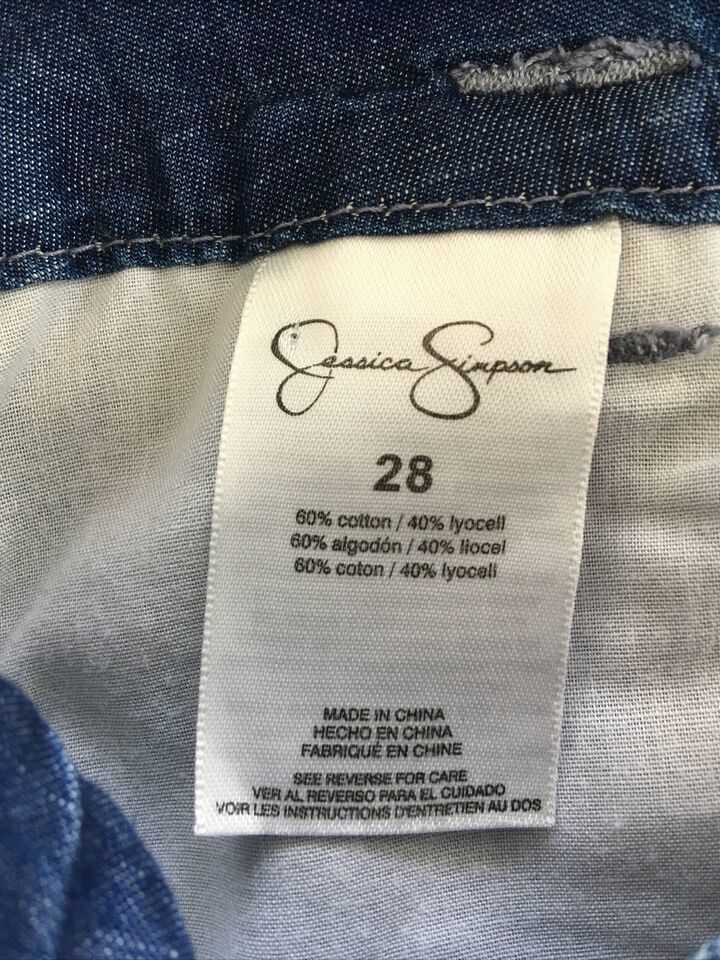 Jessica Simpson
28
60% cotton / 40% lyocell
60% algodón / 40% liocel
60% coton / 40% lyocell
MADE IN CHINA
HECHO EN CHINA
FABRIQUÉ EN CHINE
SEE REVERSE FOR CARE
VER AL REVERSO PARA EL CUIDADO
VOIR LES INSTRUCTIONS D'ENTRETIEN AU DOS